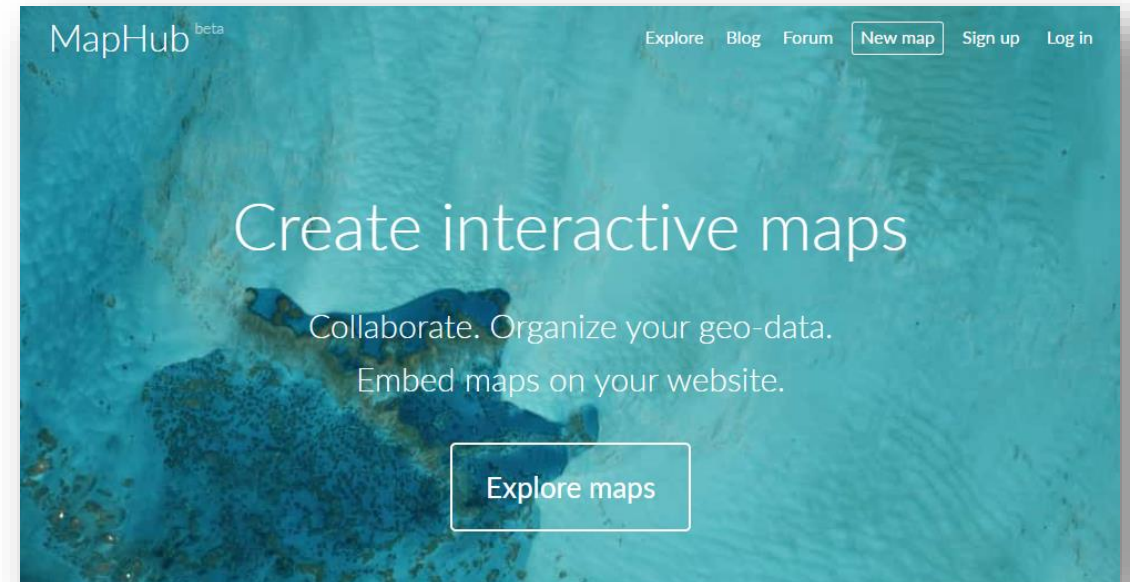 MapHub beta
Explore Blog Forum New map Sign up Log in
Create interactive maps
Collaborate. Organize your geo-data.
Embed maps on your website.
Explore maps